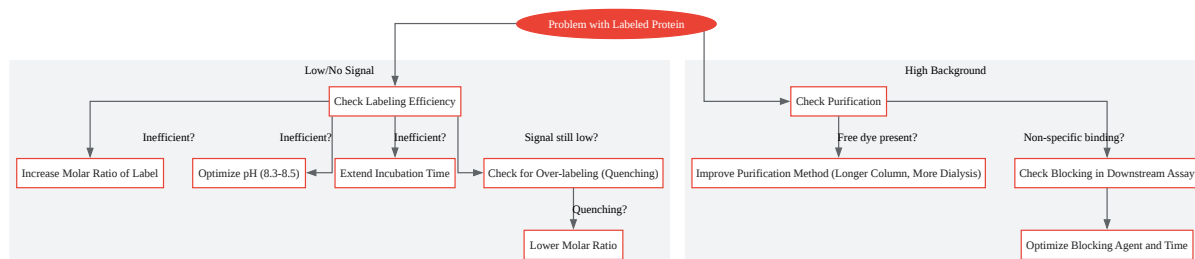 Problem with Labeled Protein
Low/No Signal
High Background
Check Labeling Efficiency
Check Purification
Inefficient?
Inefficient?
Inefficient?
Signal still low?
Free dye present?
Non-specific binding?
Increase Molar Ratio of Label
Optimize pH (8.3-8.5)
Extend Incubation Time
Check for Over-labeling (Quenching)
Improve Purification Method (Longer Column, More Dialysis)
Check Blocking in Downstream Assay
Quenching?
Lower Molar Ratio
Optimize Blocking Agent and Time